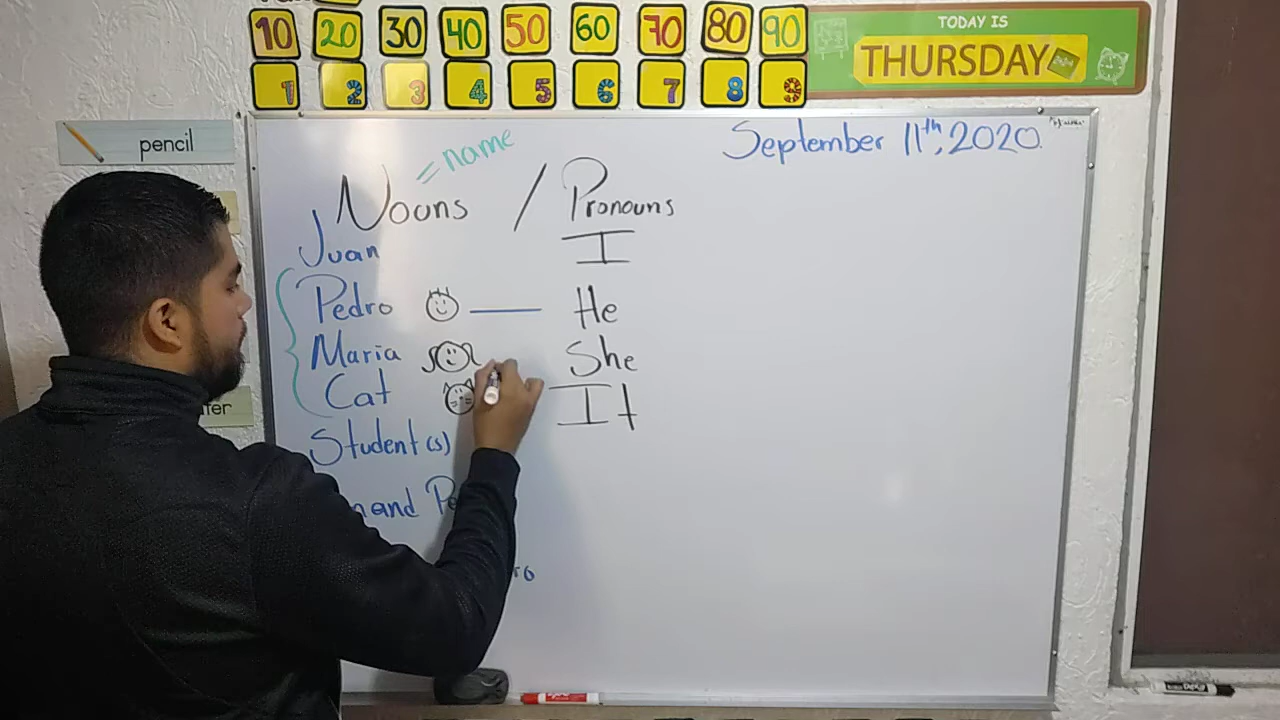 10 20 30 40 50 60 70 80 90
1 2 3 4 5 6 7 8 9
TODAY IS
THURSDAY
pencil
September 11th, 2020.
= name
Nouns / Pronouns
Juan I
Pedro He
Maria She
Cat It
Student(s)
and